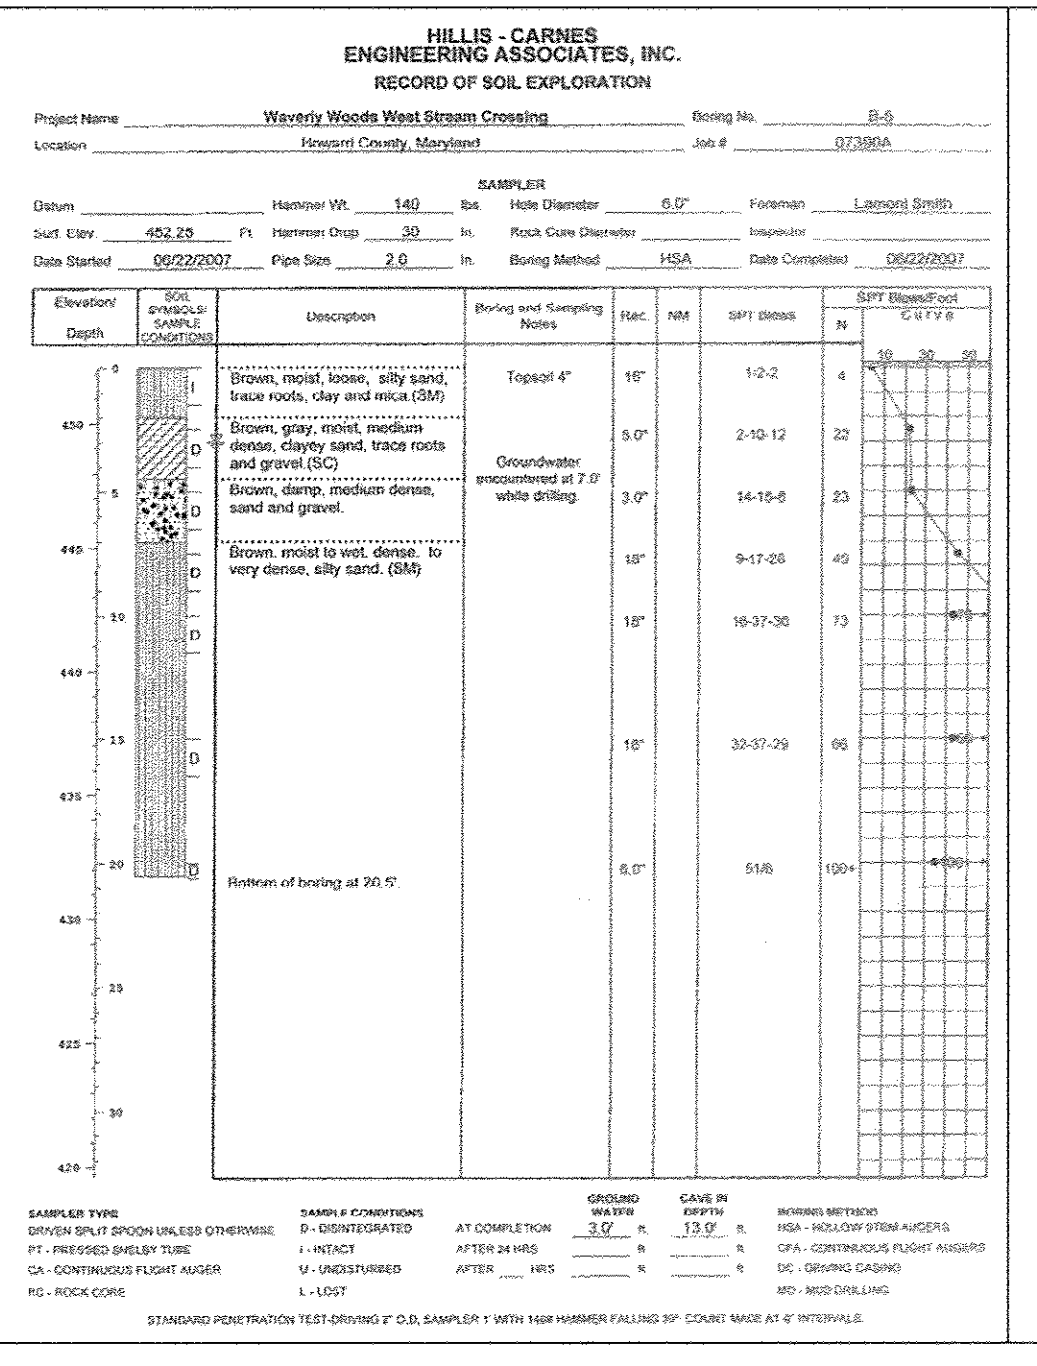 HILLIS - CARNES
ENGINEERING ASSOCIATES, INC.
RECORD OF SOIL EXPLORATION
Project Name Waverly Woods West Stream Crossing Boring No. B-5
Location Howard County, Maryland Job # 07390A
SAMPLER
Datum Hammer Wt. 140 lbs. Hole Diameter 6.0" Foreman Lamont Smith
Surf. Elev. 452.25 Ft. Hammer Drop 30 In. Rock Core Diameter Inspector
Date Started 06/22/2007 Pipe Size 2.0 In. Boring Method HSA Date Completed 06/22/2007
Elevation/ Depth
SOIL SYMBOLS/ SAMPLE CONDITIONS
Description
Boring and Sampling Notes
Rec. NM SPT Blows N
SPT Blows/Foot
Curve
10 30 50
0
I
Brown, moist, loose, silty sand,
trace roots, clay and mica.(SM)
Topsoil 4" 16" 1-2-2 4
450
D
Brown, gray, moist, medium
dense, clayey sand, trace roots
and gravel.(SC)
5.0" 2-10-12 22
Groundwater
encountered at 7.0'
while drilling.
5
D
Brown, damp, medium dense,
sand and gravel.
3.0" 14-15-8 23
445
D
Brown. moist to wet. dense. to
very dense, silty sand. (SM)
18" 9-17-26 43
10
D
18" 16-37-36 73
440
15
D
18" 32-37-29 66
435
20
D
Bottom of boring at 20.5'.
6.0" 51/6 100+
430
25
425
30
420
SAMPLER TYPE
DRIVEN SPLIT SPOON UNLESS OTHERWISE
PT - PRESSED SHELBY TUBE
CA - CONTINUOUS FLIGHT AUGER
RC - ROCK CORE
SAMPLE CONDITIONS
D - DISINTEGRATED
I - INTACT
U - UNDISTURBED
L - LOST
GROUND WATER CAVE IN DEPTH
AT COMPLETION 3.0' ft. 13.0' ft.
AFTER 24 HRS ft. ft.
AFTER HRS ft. ft.
BORING METHOD
HSA - HOLLOW STEM AUGERS
CFA - CONTINUOUS FLIGHT AUGERS
DC - DRIVING CASING
MD - MUD DRILLING
STANDARD PENETRATION TEST-DRIVING 2" O.D. SAMPLER 1' WITH 140# HAMMER FALLING 30": COUNT MADE AT 6" INTERVALS.